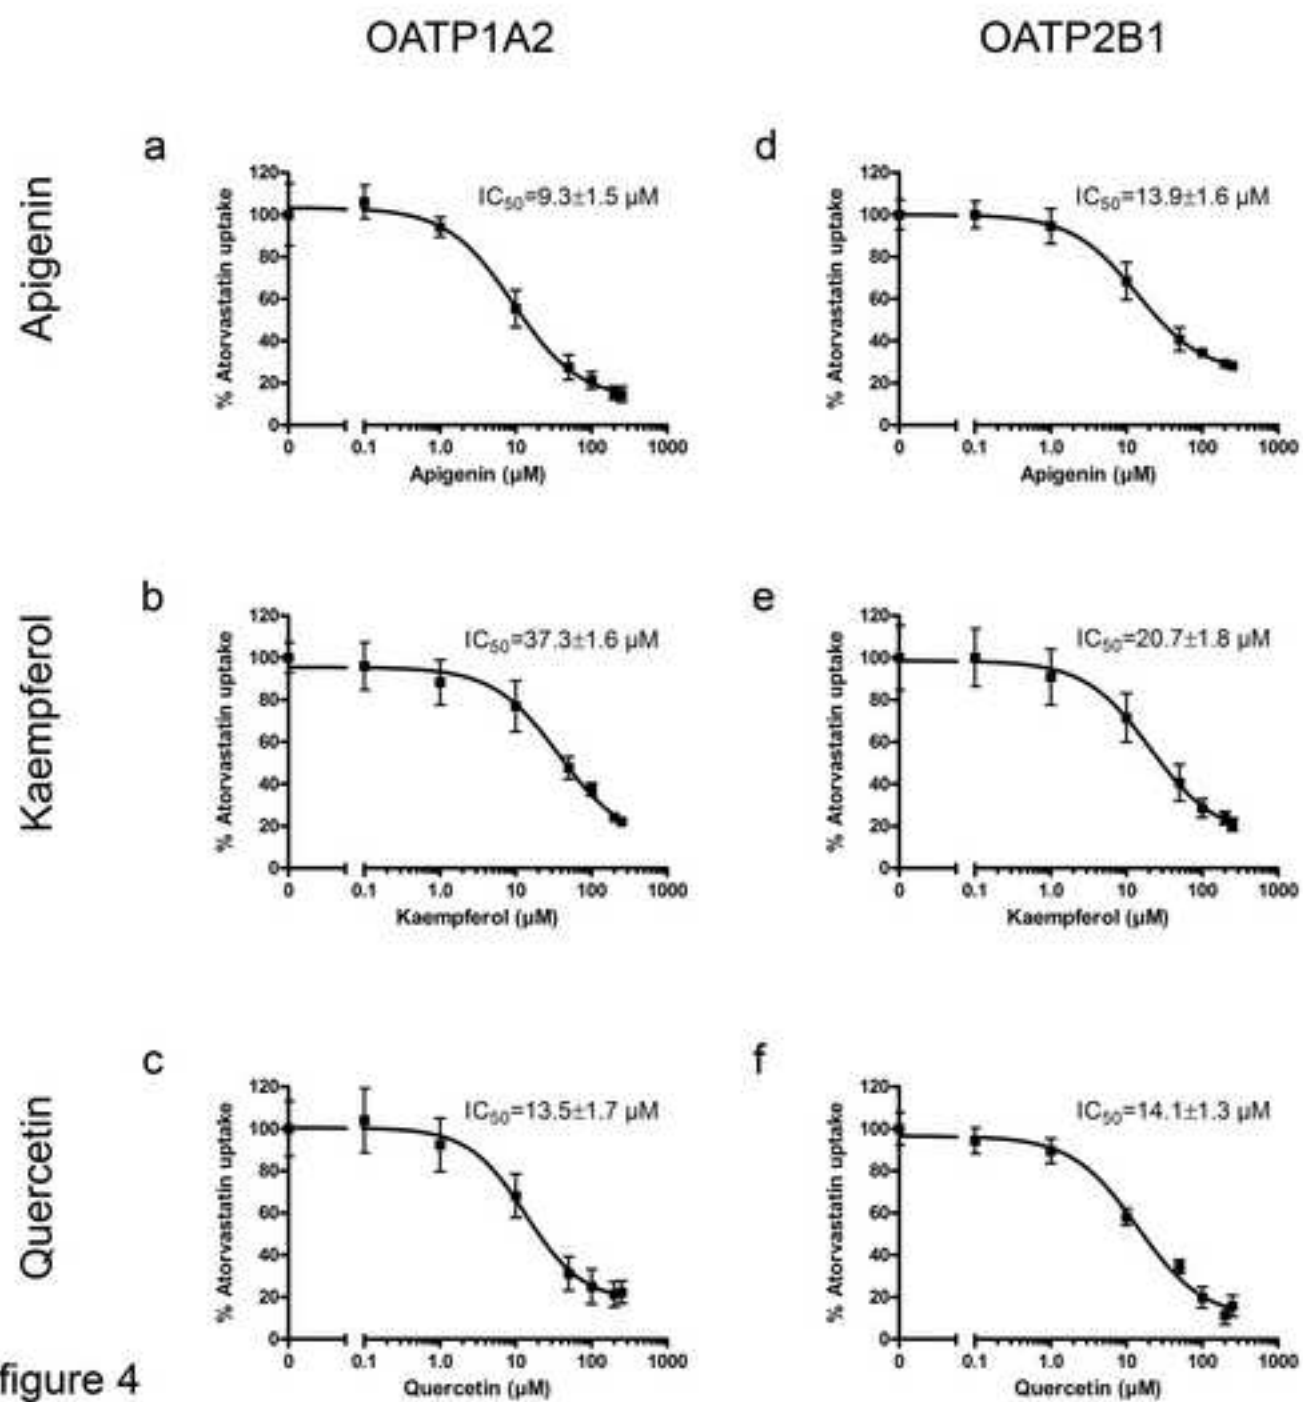 OATP1A2
OATP2B1
Apigenin
a
120
100
80
60
40
20
0
% Atorvastatin uptake
IC50=9.3±1.5 µM
0 0.1 1.0 10 100 1000
Apigenin (µM)
d
120
100
80
60
40
20
0
% Atorvastatin uptake
IC50=13.9±1.6 µM
0 0.1 1.0 10 100 1000
Apigenin (µM)
Kaempferol
b
120
100
80
60
40
20
0
% Atorvastatin uptake
IC50=37.3±1.6 µM
0 0.1 1.0 10 100 1000
Kaempferol (µM)
e
120
100
80
60
40
20
0
% Atorvastatin uptake
IC50=20.7±1.8 µM
0 0.1 1.0 10 100 1000
Kaempferol (µM)
Quercetin
c
120
100
80
60
40
20
0
% Atorvastatin uptake
IC50=13.5±1.7 µM
0 0.1 1.0 10 100 1000
Quercetin (µM)
f
120
100
80
60
40
20
0
% Atorvastatin uptake
IC50=14.1±1.3 µM
0 0.1 1.0 10 100 1000
Quercetin (µM)
figure 4